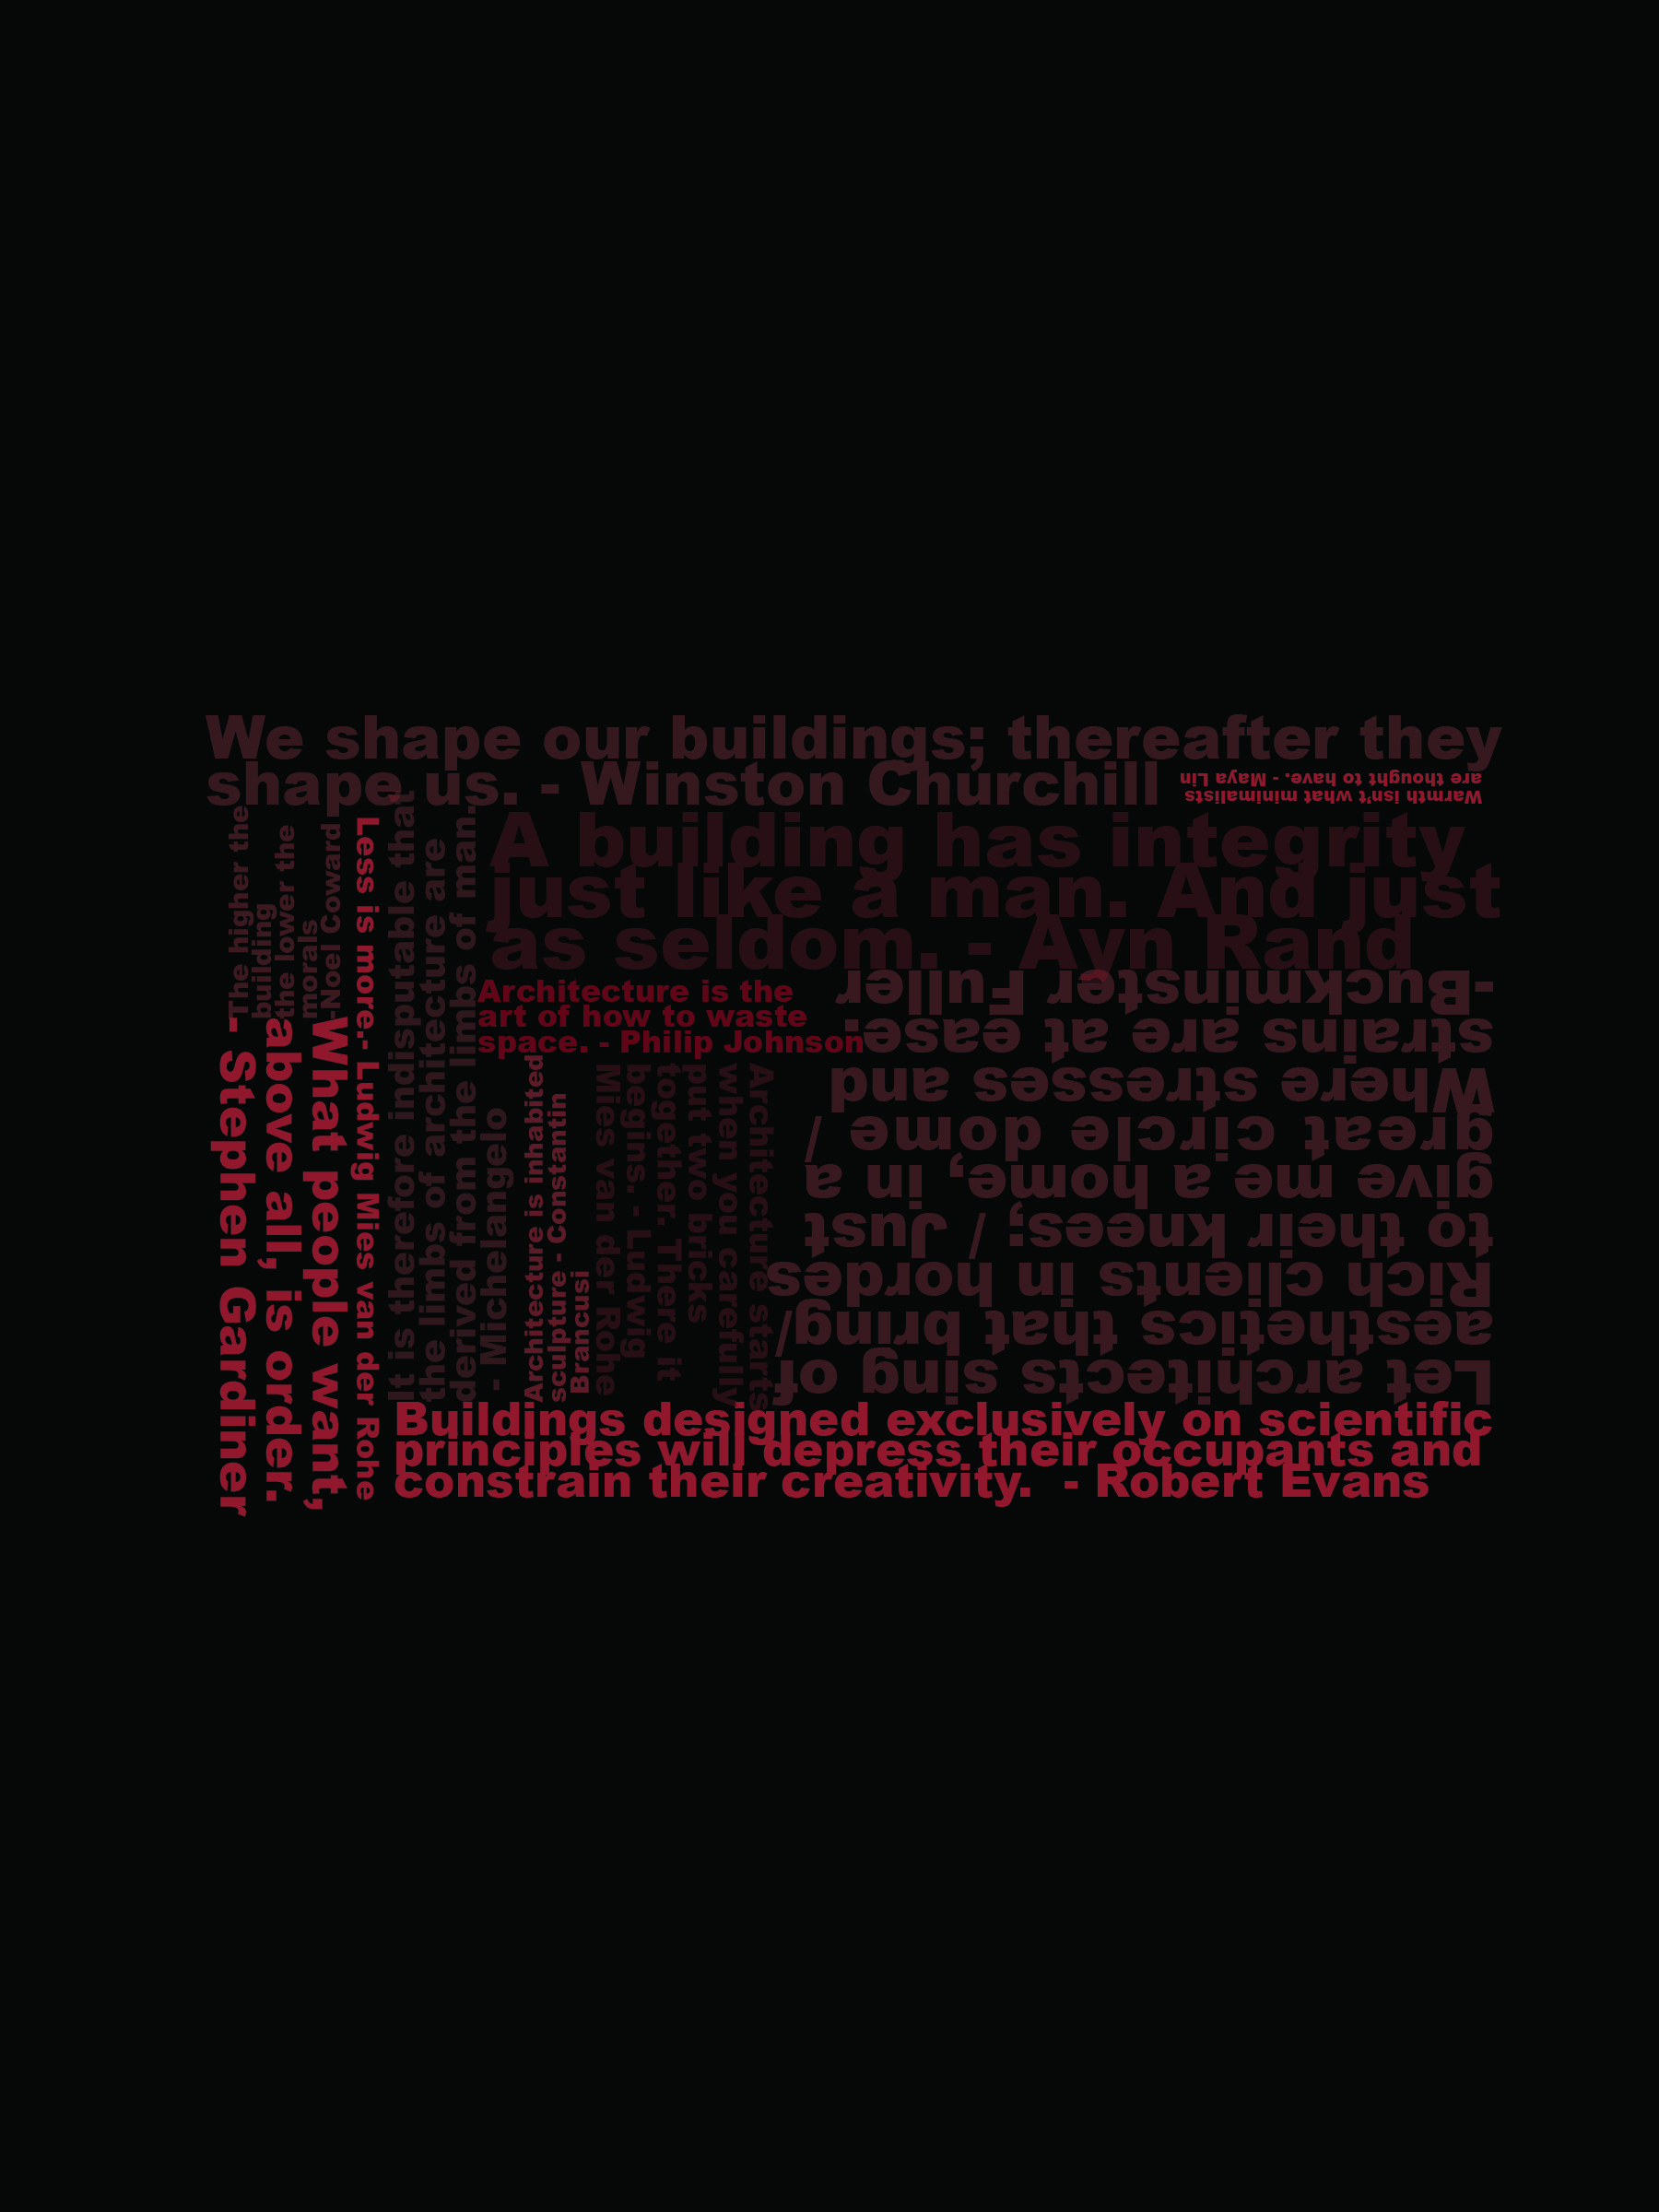 We shape our buildings; thereafter they
shape us. - Winston Churchill
Warmth isn't what minimalists
are thought to have. - Maya Lin
The higher the
building
the lower the
morals
-Noel Coward
What people want,
above all, is order.
- Stephen Gardiner
Less is more.- Ludwig Mies van der Rohe
It is therefore indisputable that
the limbs of architecture are
derived from the limbs of man.
- Michelangelo
A building has integrity
just like a man. And just
as seldom. - Ayn Rand
Architecture is the
art of how to waste
space. - Philip Johnson
Architecture is inhabited
sculpture - Constantin
Brancusi
Architecture starts
when you carefully
put two bricks
together. There it
begins. - Ludwig
Mies van der Rohe
Let architects sing of
aesthetics that bring/
Rich clients in hordes
to their knees; / Just
give me a home, in a
great circle dome /
Where stresses and
strains are at ease.
-Buckminster Fuller
Buildings designed exclusively on scientific
principles will depress their occupants and
constrain their creativity. - Robert Evans